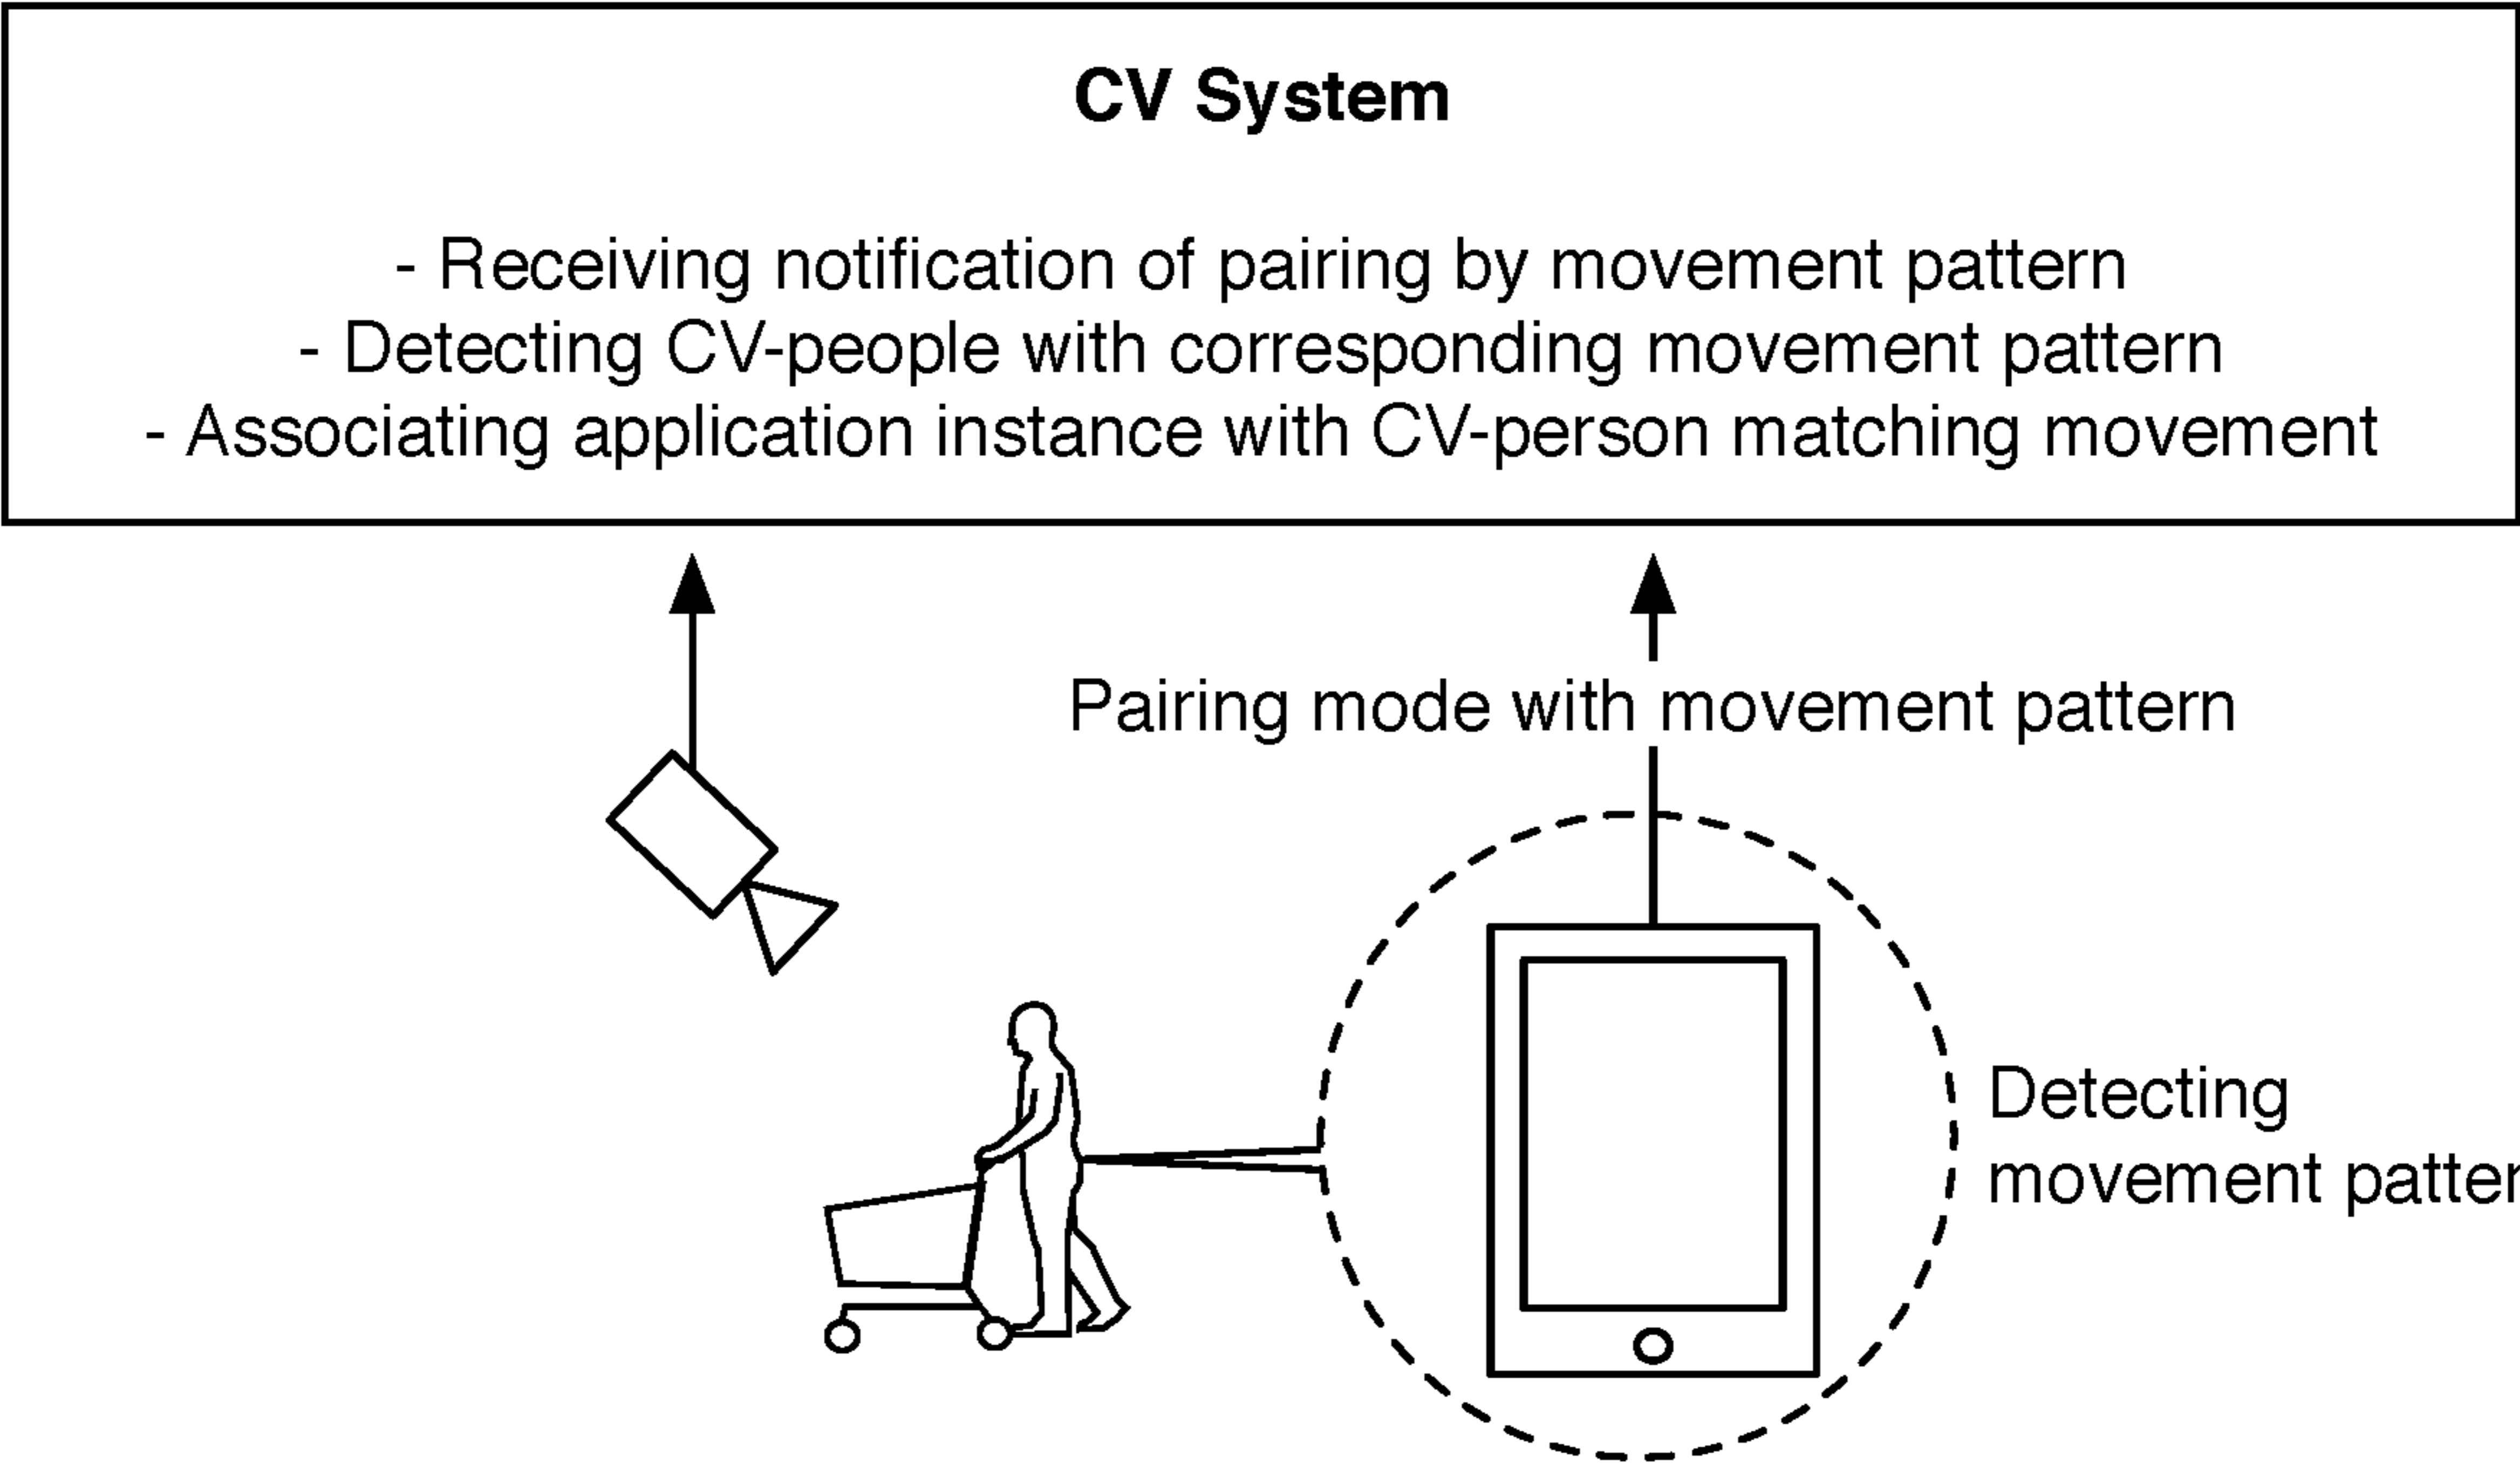 CV System
- Receiving notification of pairing by movement pattern
- Detecting CV-people with corresponding movement pattern
- Associating application instance with CV-person matching movement
Pairing mode with movement pattern
Detecting
movement patter